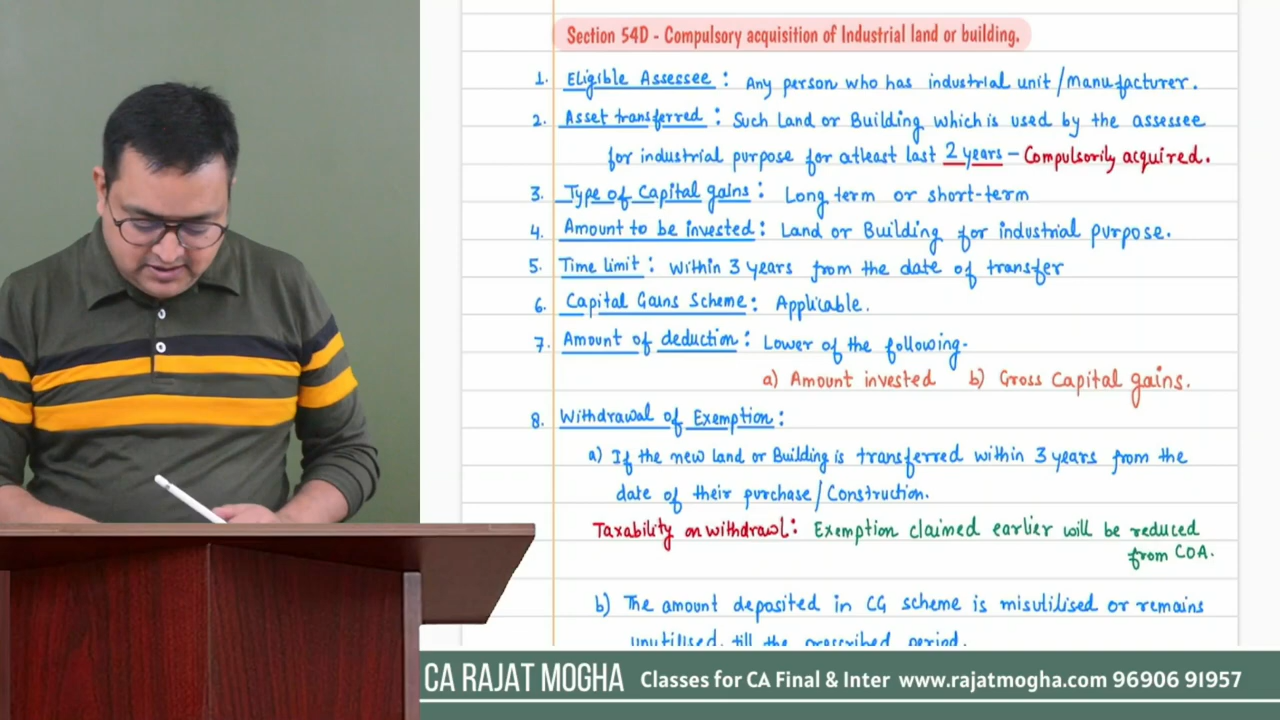 Section 54D - Compulsory acquisition of Industrial land or building.
1. Eligible Assessee : Any person who has industrial unit /manufacturer.
2. Asset transferred : Such Land or Building which is used by the assessee
for industrial purpose for atleast last 2 years - Compulsorily acquired.
3. Type of Capital gains : Long term or short-term
4. Amount to be invested : Land or Building for industrial purpose.
5. Time limit : Within 3 years from the date of transfer
6. Capital Gains Scheme : Applicable.
7. Amount of deduction : Lower of the following-
a) Amount invested b) Gross Capital gains.
8. Withdrawal of Exemption :
a) If the new land or Building is transferred within 3 years from the
date of their purchase/Construction.
Taxability on withdrawl : Exemption claimed earlier will be reduced
from COA.
b) The amount deposited in CG scheme is misutilised or remains
unutilised, till the prescribed period.
CA RAJAT MOGHA Classes for CA Final & Inter www.rajatmogha.com 96906 91957